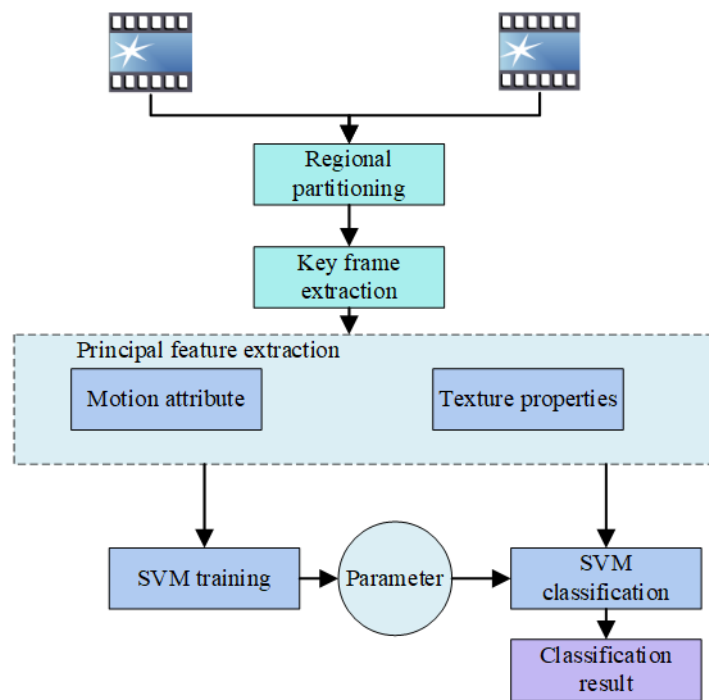 Regional
partitioning
Key frame
extraction
Principal feature extraction
Motion attribute
Texture properties
SVM training
Parameter
SVM
classification
Classification
result